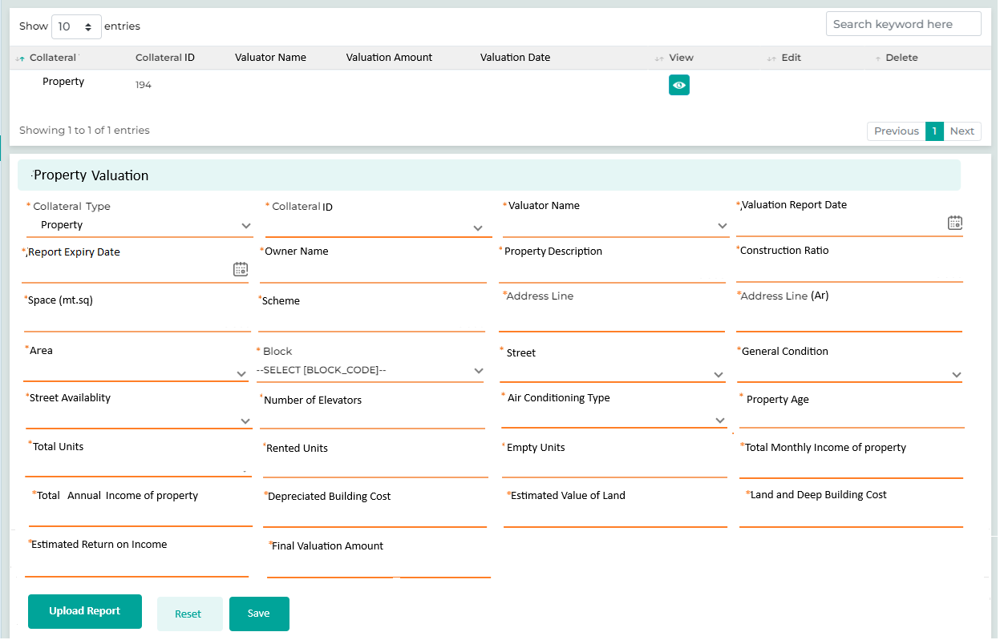 Show 10 entries Search keyword here
Collateral Collateral ID Valuator Name Valuation Amount Valuation Date View Edit Delete
Property 194
Showing 1 to 1 of 1 entries Previous 1 Next
Property Valuation
* Collateral Type * Collateral ID *Valuator Name *Valuation Report Date
Property
*Report Expiry Date *Owner Name *Property Description *Construction Ratio
*Space (mt.sq) *Scheme *Address Line *Address Line (Ar)
*Area * Block * Street *General Condition
--SELECT [BLOCK_CODE]--
*Street Availablity *Number of Elevators * Air Conditioning Type * Property Age
*Total Units *Rented Units *Empty Units *Total Monthly Income of property
*Total Annual Income of property *Depreciated Building Cost *Estimated Value of Land *Land and Deep Building Cost
*Estimated Return on Income *Final Valuation Amount
Upload Report Reset Save